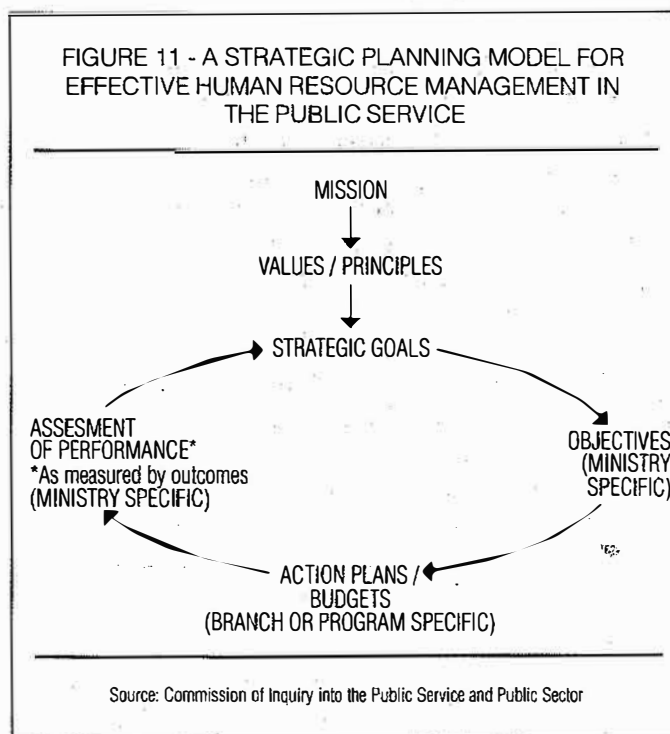 FIGURE 11 - A STRATEGIC PLANNING MODEL FOR
EFFECTIVE HUMAN RESOURCE MANAGEMENT IN
THE PUBLIC SERVICE
MISSION
VALUES / PRINCIPLES
STRATEGIC GOALS
ASSESMENT
OF PERFORMANCE*
*As measured by outcomes
(MINISTRY SPECIFIC)
OBJECTIVES
(MINISTRY
SPECIFIC)
ACTION PLANS /
BUDGETS
(BRANCH OR PROGRAM SPECIFIC)
Source: Commission of Inquiry into the Public Service and Public Sector